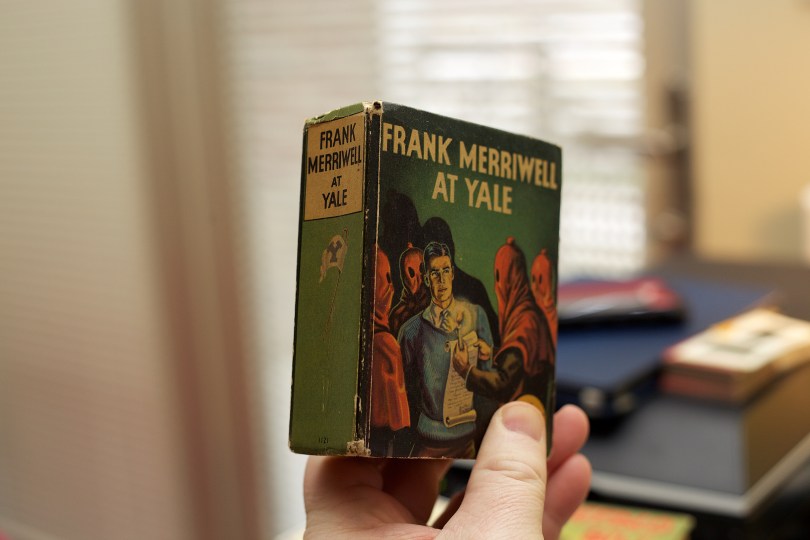 FRANK
MERRIWELL
AT
YALE
FRANK MERRIWELL
AT YALE